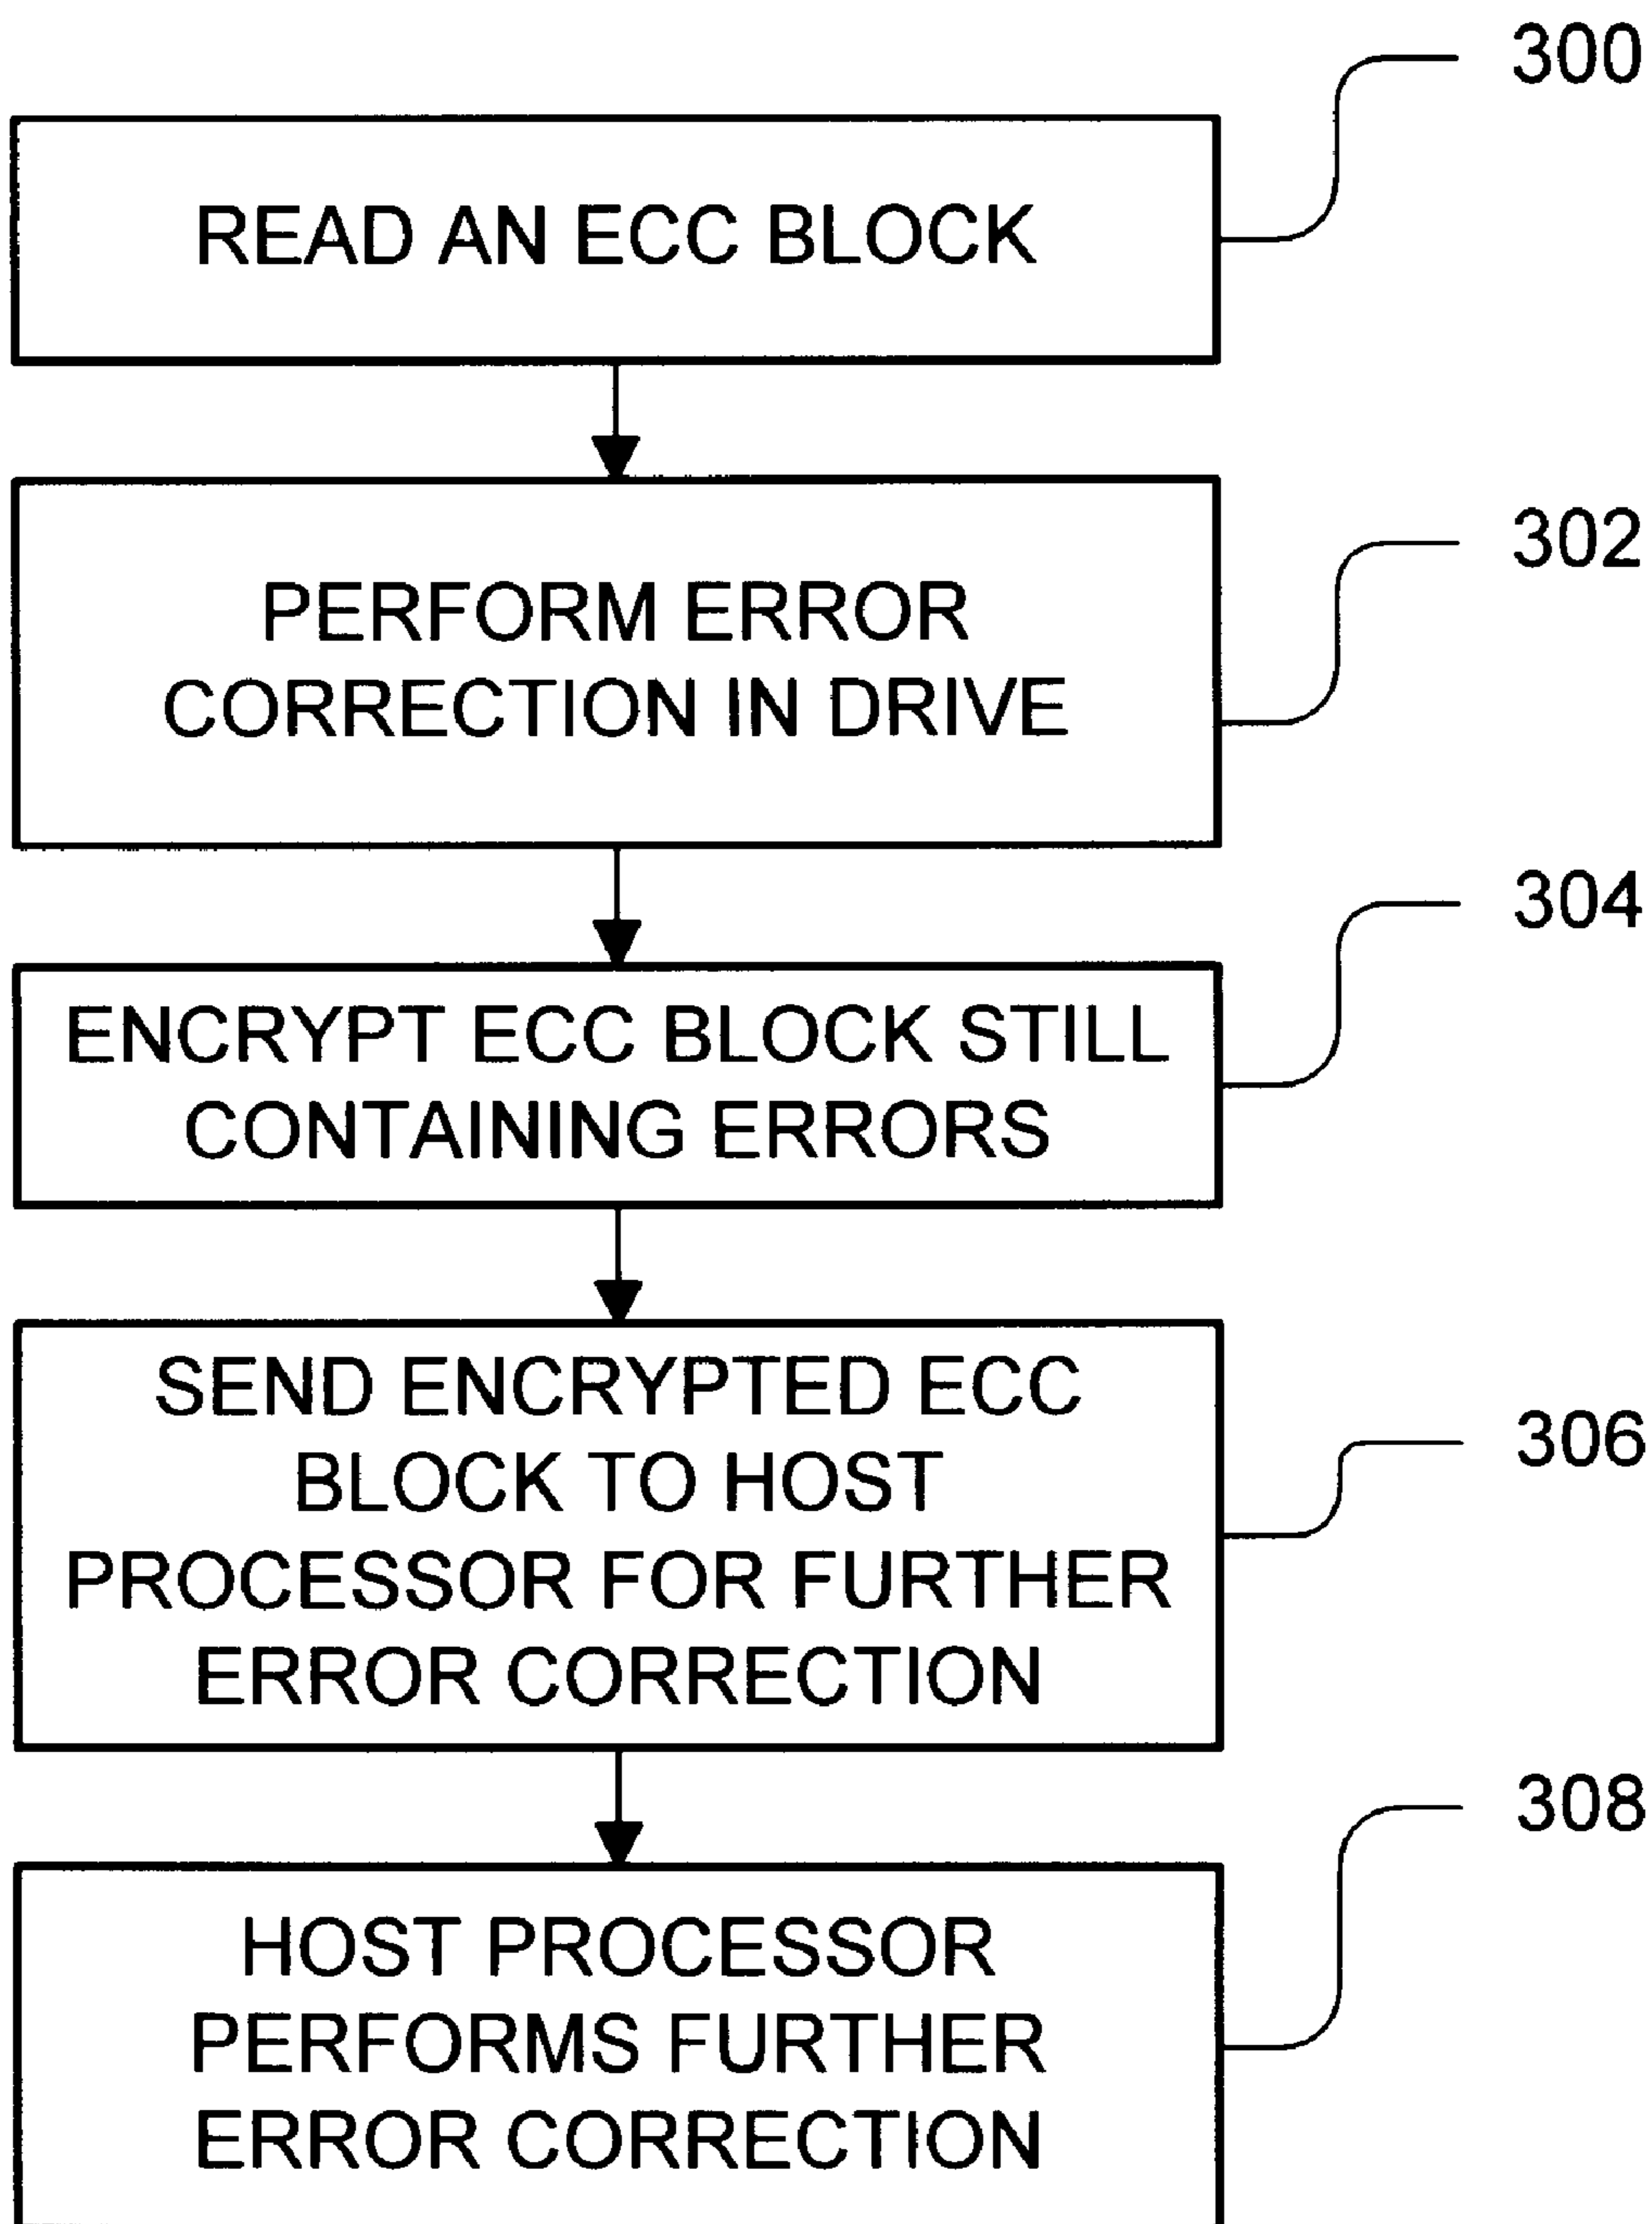 300
READ AN ECC BLOCK
302
PERFORM ERROR
CORRECTION IN DRIVE
304
ENCRYPT ECC BLOCK STILL
CONTAINING ERRORS
306
SEND ENCRYPTED ECC
BLOCK TO HOST
PROCESSOR FOR FURTHER
ERROR CORRECTION
308
HOST PROCESSOR
PERFORMS FURTHER
ERROR CORRECTION